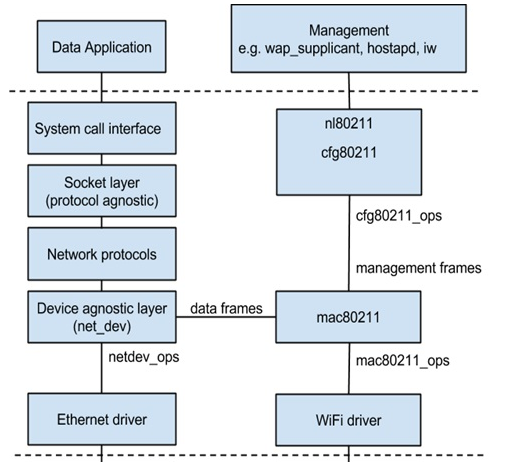 Data Application
Management
e.g. wap_supplicant, hostapd, iw
System call interface
nl80211
cfg80211
Socket layer
(protocol agnostic)
cfg80211_ops
Network protocols
management frames
Device agnostic layer
(net_dev)
data frames
mac80211
netdev_ops
mac80211_ops
Ethernet driver
WiFi driver